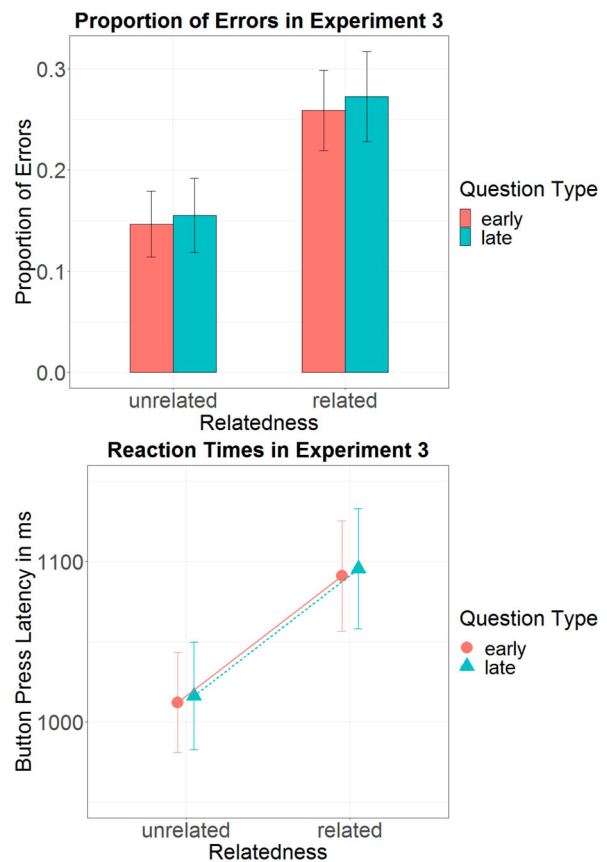 Proportion of Errors in Experiment 3
Proportion of Errors
0.3
0.2
0.1
0.0
unrelated
related
Relatedness
Question Type
early
late
Reaction Times in Experiment 3
Button Press Latency in ms
1100
1000
unrelated
related
Relatedness
Question Type
early
late